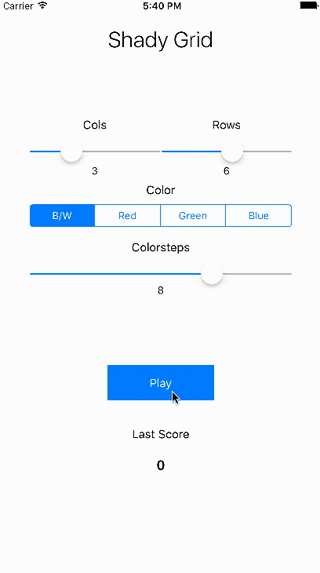 Carrier 5:40 PM
Shady Grid
Cols Rows
3 6
Color
B/W Red Green Blue
Colorsteps
8
Play
Last Score
0